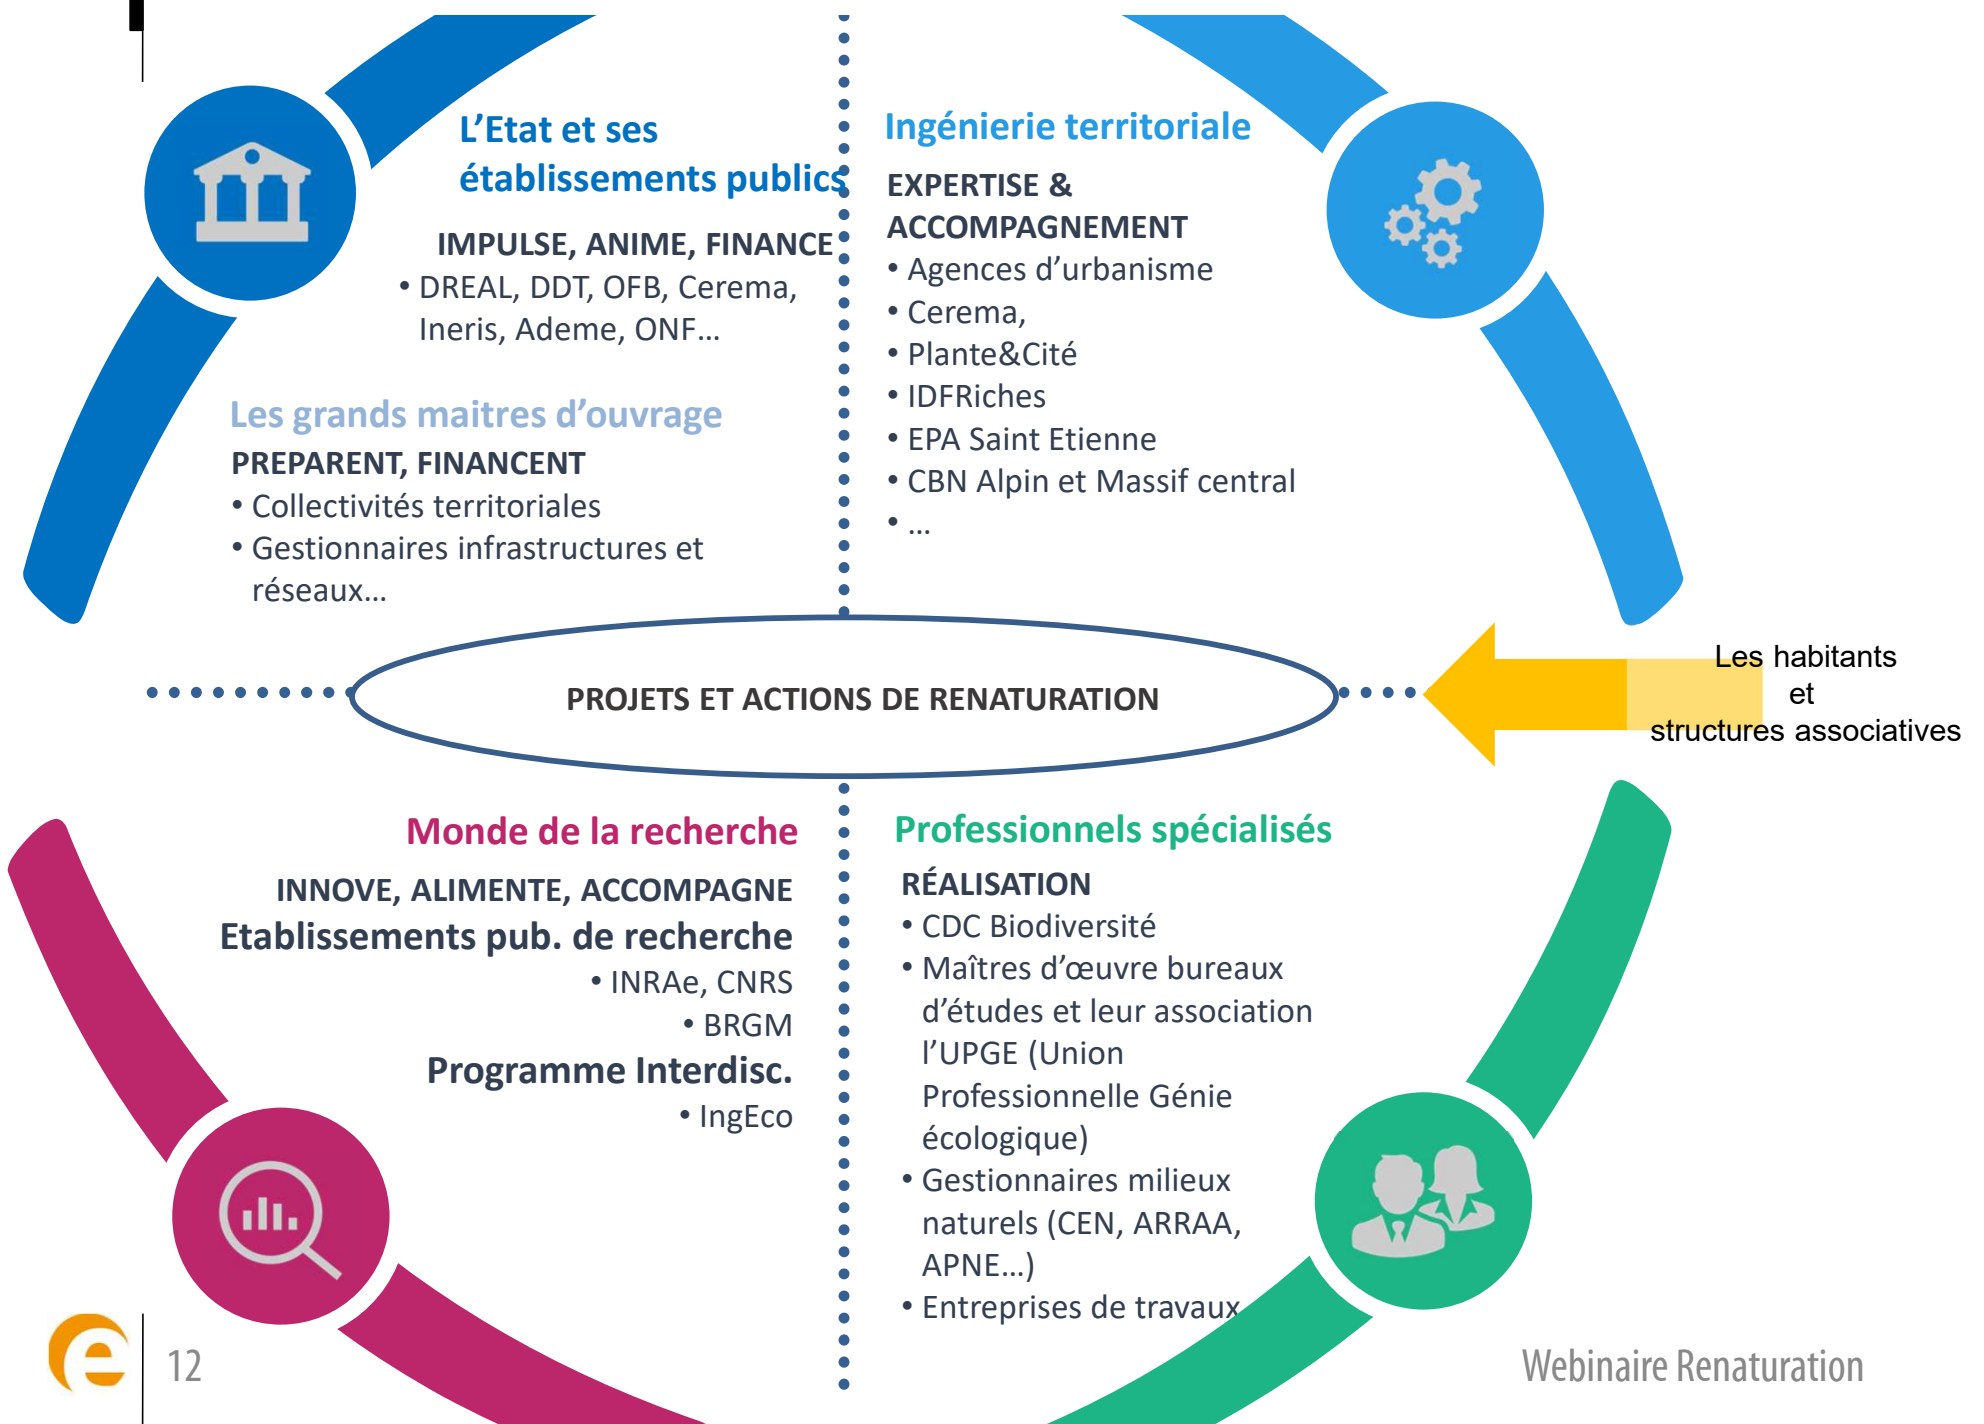 L’Etat et ses
établissements publics
IMPULSE, ANIME, FINANCE
• DREAL, DDT, OFB, Cerema,
Ineris, Ademe, ONF...
Les grands maitres d’ouvrage
PREPARENT, FINANCENT
• Collectivités territoriales
• Gestionnaires infrastructures et
réseaux...
Ingénierie territoriale
EXPERTISE &
ACCOMPAGNEMENT
• Agences d’urbanisme
• Cerema,
• Plante&Cité
• IDFRiches
• EPA Saint Etienne
• CBN Alpin et Massif central
• ...
PROJETS ET ACTIONS DE RENATURATION
Les habitants
et
structures associatives
Monde de la recherche
INNOVE, ALIMENTE, ACCOMPAGNE
Etablissements pub. de recherche
• INRAe, CNRS
• BRGM
Programme Interdisc.
• IngEco
Professionnels spécialisés
RÉALISATION
• CDC Biodiversité
• Maîtres d’œuvre bureaux
d’études et leur association
l’UPGE (Union
Professionnelle Génie
écologique)
• Gestionnaires milieux
naturels (CEN, ARRAA,
APNE...)
• Entreprises de travaux
e
12
Webinaire Renaturation